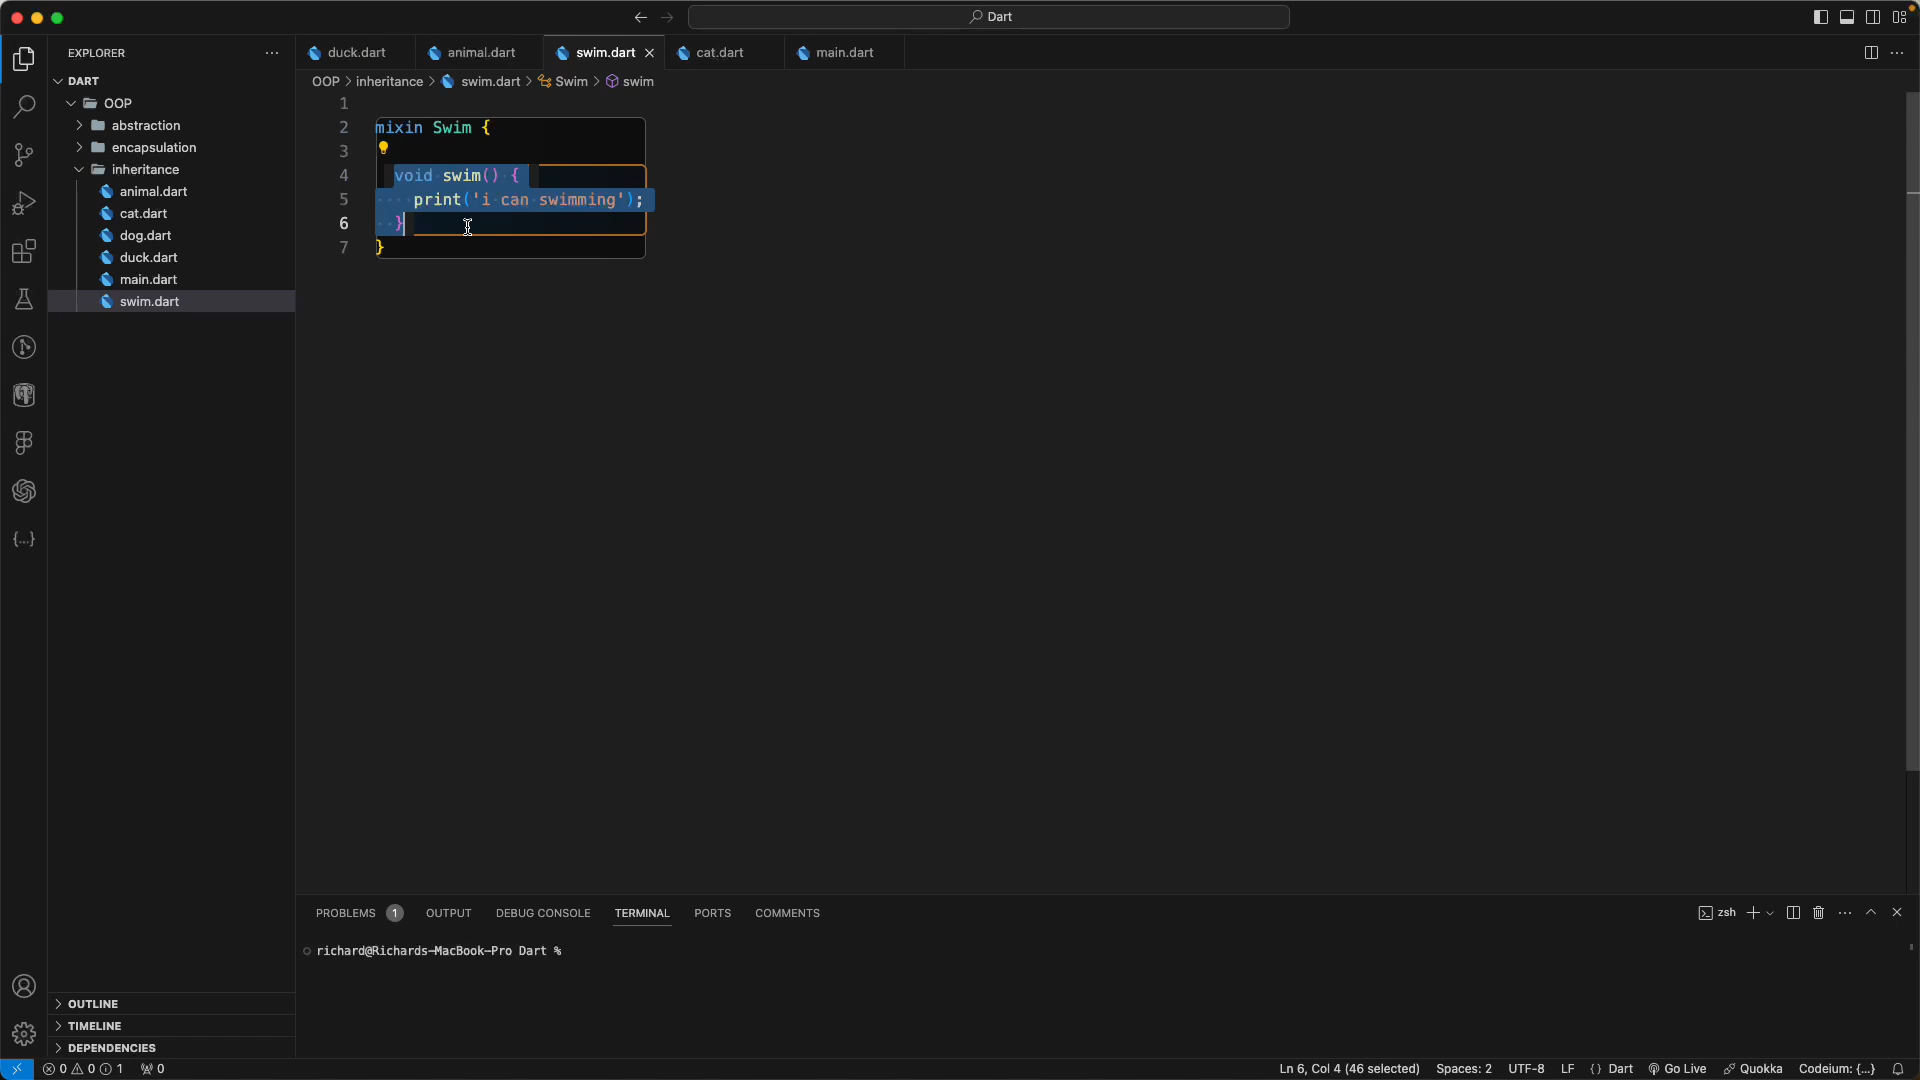 Dart
EXPLORER
DART
OOP
abstraction
encapsulation
inheritance
animal.dart
cat.dart
dog.dart
duck.dart
main.dart
swim.dart
OUTLINE
TIMELINE
DEPENDENCIES
duck.dart animal.dart swim.dart cat.dart main.dart
OOP > inheritance > swim.dart > Swim > swim
1
2 mixin Swim {
3
4 void swim() {
5 print('i can swimming');
6 }
7 }
PROBLEMS 1 OUTPUT DEBUG CONSOLE TERMINAL PORTS COMMENTS
zsh
richard@Richards-MacBook-Pro Dart %
0 0 1 0
Ln 6, Col 4 (46 selected) Spaces: 2 UTF-8 LF { } Dart Go Live Quokka Codeium: {...}